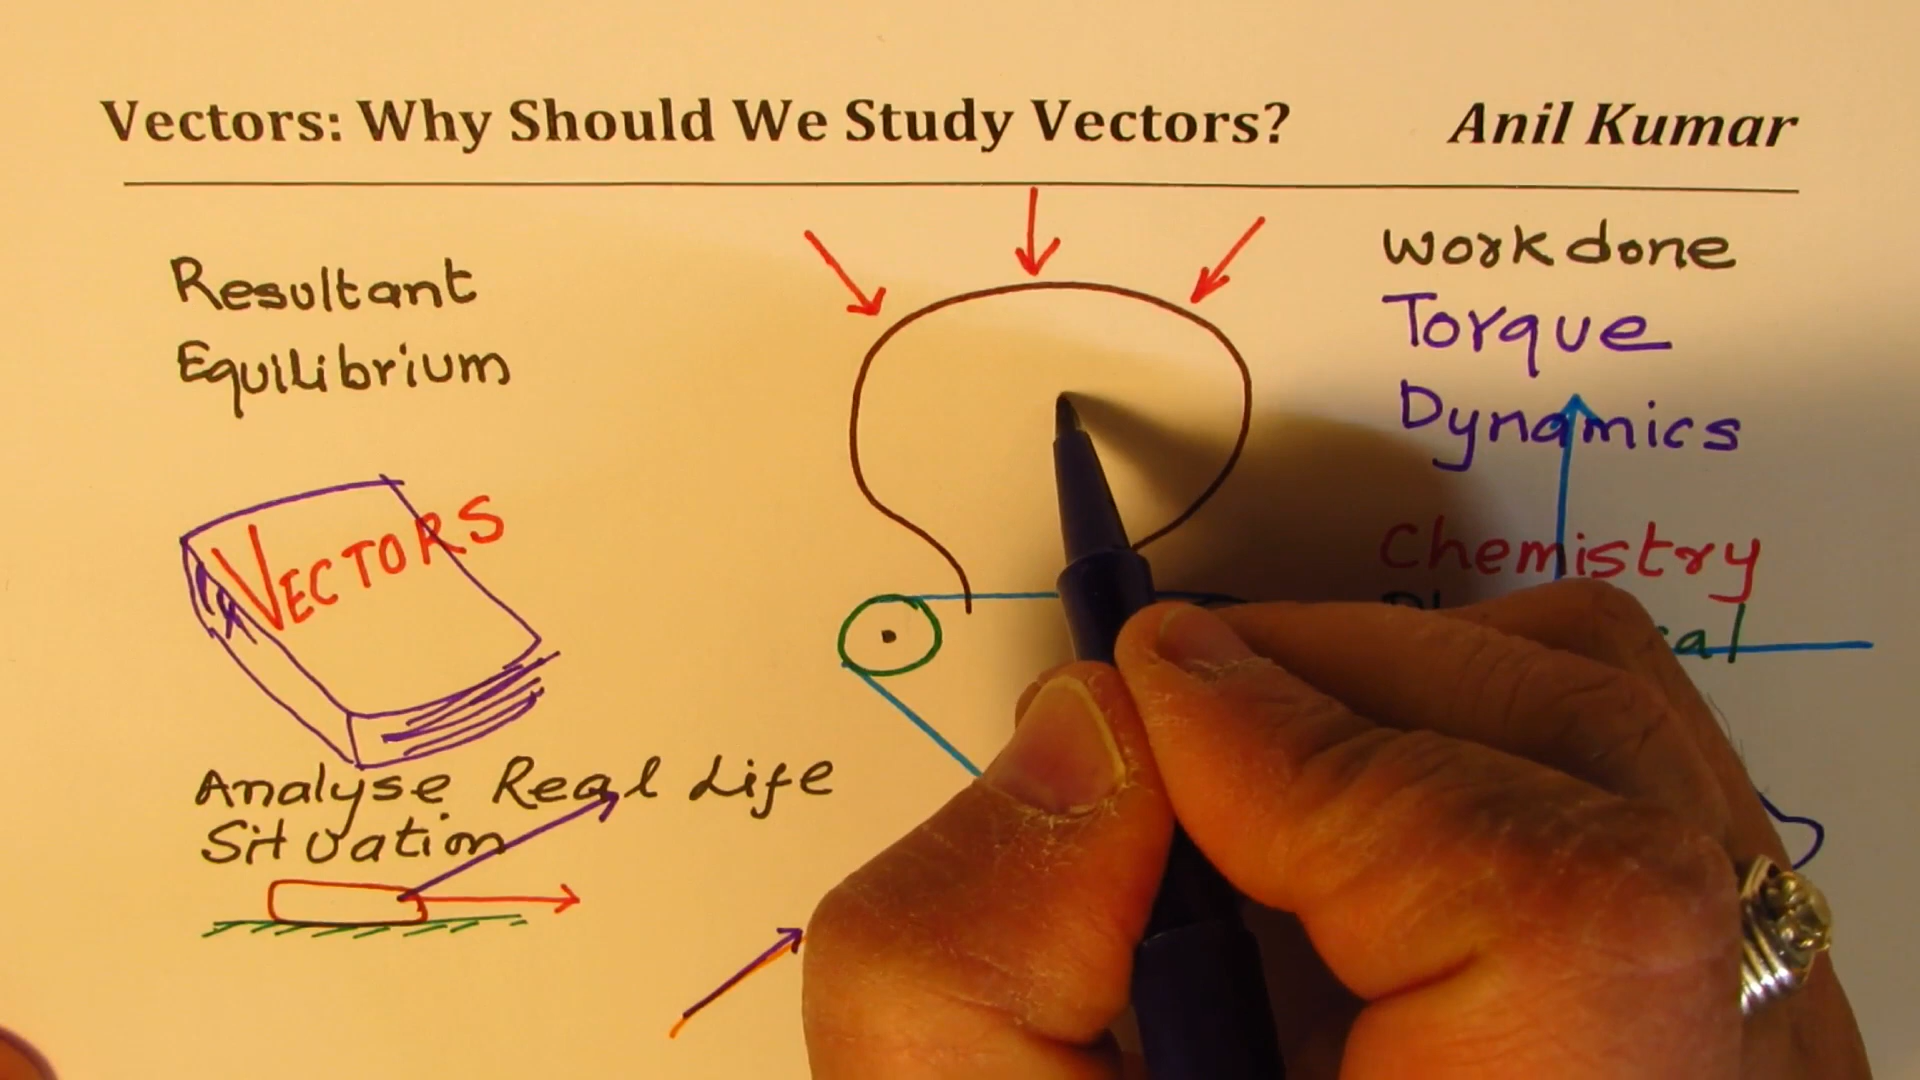 Vectors: Why Should We Study Vectors? Anil Kumar
Resultant
Equilibrium
VECTORS
Analyse Real Life
Situation
Work done
Torque
Dynamics
Chemistry